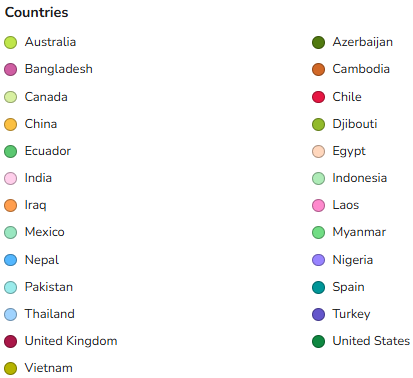 Countries
Australia
Azerbaijan
Bangladesh
Cambodia
Canada
Chile
China
Djibouti
Ecuador
Egypt
India
Indonesia
Iraq
Laos
Mexico
Myanmar
Nepal
Nigeria
Pakistan
Spain
Thailand
Turkey
United Kingdom
United States
Vietnam